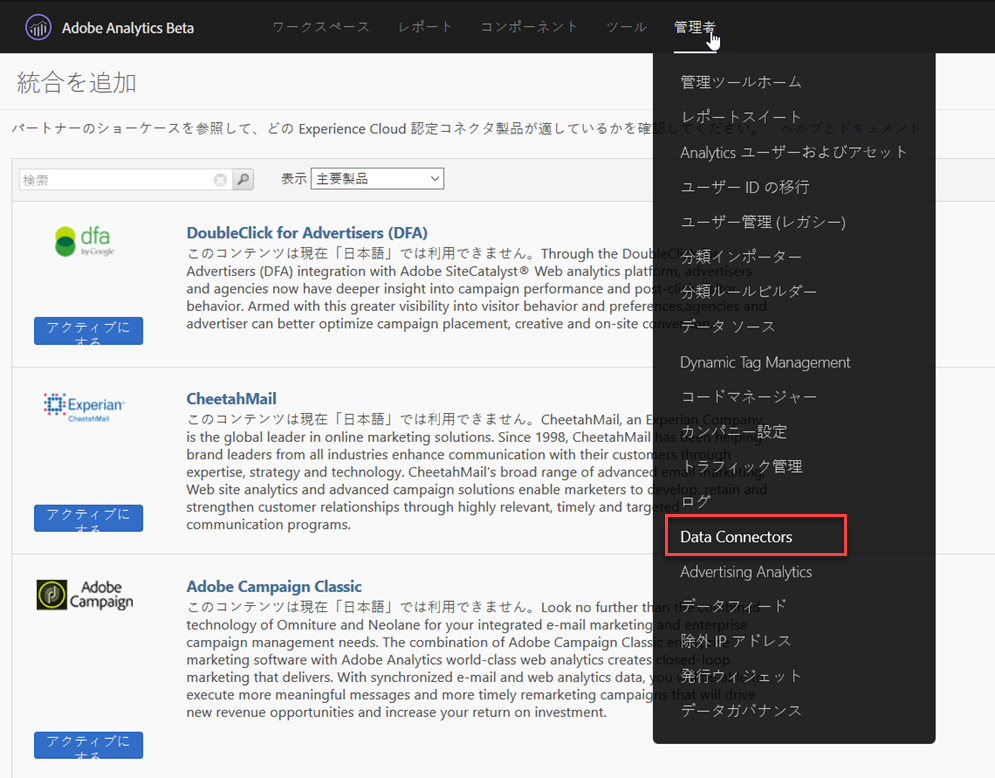 Adobe Analytics Beta
ワークスペース レポート コンポーネント ツール 管理者
統合を追加
パートナーのショーケースを参照して、どの Experience Cloud 認定コネクタ製品が適しているかを確認してください。 ヘルプとドキュメント
検索
表示 主要製品
dfa
by Google
DoubleClick for Advertisers (DFA)
このコンテンツは現在「日本語」では利用できません。Through the DoubleClick
Advertisers (DFA) integration with Adobe SiteCatalyst® Web analytics platform, advertisers
and agencies now have deeper insight into campaign performance and post-click
behavior. Armed with this greater visibility into visitor behavior and preferences,agencies and
advertiser can better optimize campaign placement, creative and on-site conversion.
アクティブに
する
Experian
CheetahMail
CheetahMail
このコンテンツは現在「日本語」では利用できません。CheetahMail, an Experian Company,
is the global leader in online marketing solutions. Since 1998, CheetahMail has been helping
brand leaders from all industries enhance communication with their customers through
expertise, strategy and technology. CheetahMail's broad range of advanced email marketing,
Web site analytics and advanced campaign solutions enable marketers to develop, retain and
strengthen customer relationships through highly relevant, timely and targeted
communication programs.
アクティブに
する
Adobe
Campaign
Adobe Campaign Classic
このコンテンツは現在「日本語」では利用できません。Look no further than the
technology of Omniture and Neolane for your integrated e-mail marketing and enterprise
campaign management needs. The combination of Adobe Campaign Classic
marketing software with Adobe Analytics world-class web analytics creates closed-loop
marketing that delivers. With synchronized e-mail and web analytics data, you
execute more meaningful messages and more timely remarketing campaigns that will drive
new revenue opportunities and increase your return on investment.
アクティブに
する
管理ツールホーム
レポートスイート
Analytics ユーザーおよびアセット
ユーザー ID の移行
ユーザー管理 (レガシー)
分類インポーター
分類ルールビルダー
データ ソース
Dynamic Tag Management
コードマネージャー
カンパニー設定
トラフィック管理
ログ
Data Connectors
Advertising Analytics
データフィード
除外 IP アドレス
発行ウィジェット
データガバナンス